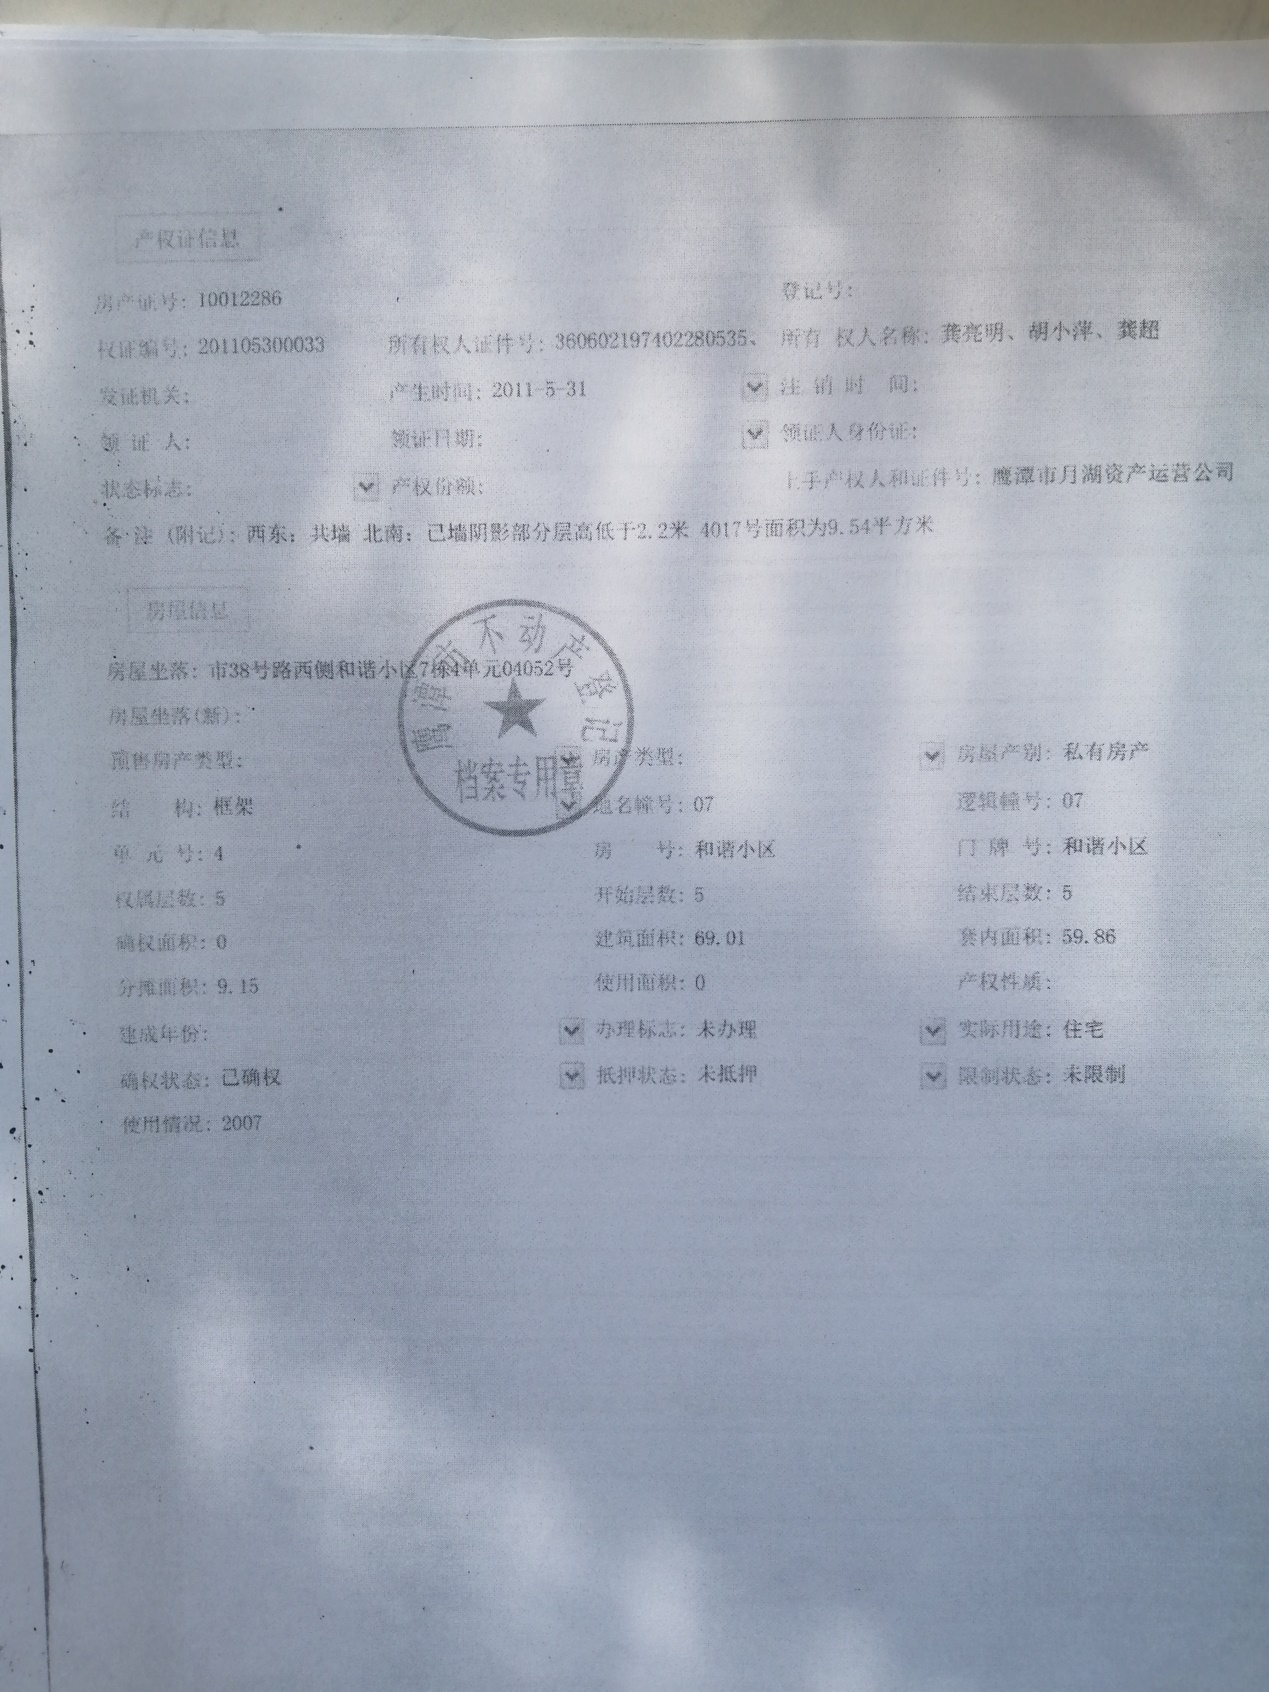 产权证信息
房产证号: 10012286 登记号:
权证编号: 201105300033 所有权人证件号: 360602197402280535、 所有 权人名称: 龚亮明、胡小萍、龚超
发证机关: 产生时间: 2011-5-31 注 销 时 间:
领 证 人: 领证日期: 领证人身份证:
状态标志: 产权份额: 上手产权人和证件号: 鹰潭市月湖资产运营公司
备 注 (附记): 西东: 共墙 北南: 已墙阴影部分层高低于2.2米 4017号面积为9.54平方米
房屋信息
房屋坐落: 市38号路西侧和谐小区7栋4单元04052号
房屋坐落(新):
鹰潭市不动产登记
档案专用章
预售房产类型: 房产类型: 房屋产别: 私有房产
结 构: 框架 地名幢号: 07 逻辑幢号: 07
单 元 号: 4 房 号: 和谐小区 门 牌 号: 和谐小区
权属层数: 5 开始层数: 5 结束层数: 5
确权面积: 0 建筑面积: 69.01 套内面积: 59.86
分摊面积: 9.15 使用面积: 0 产权性质:
建成年份: 办理标志: 未办理 实际用途: 住宅
确权状态: 已确权 抵押状态: 未抵押 限制状态: 未限制
使用情况: 2007